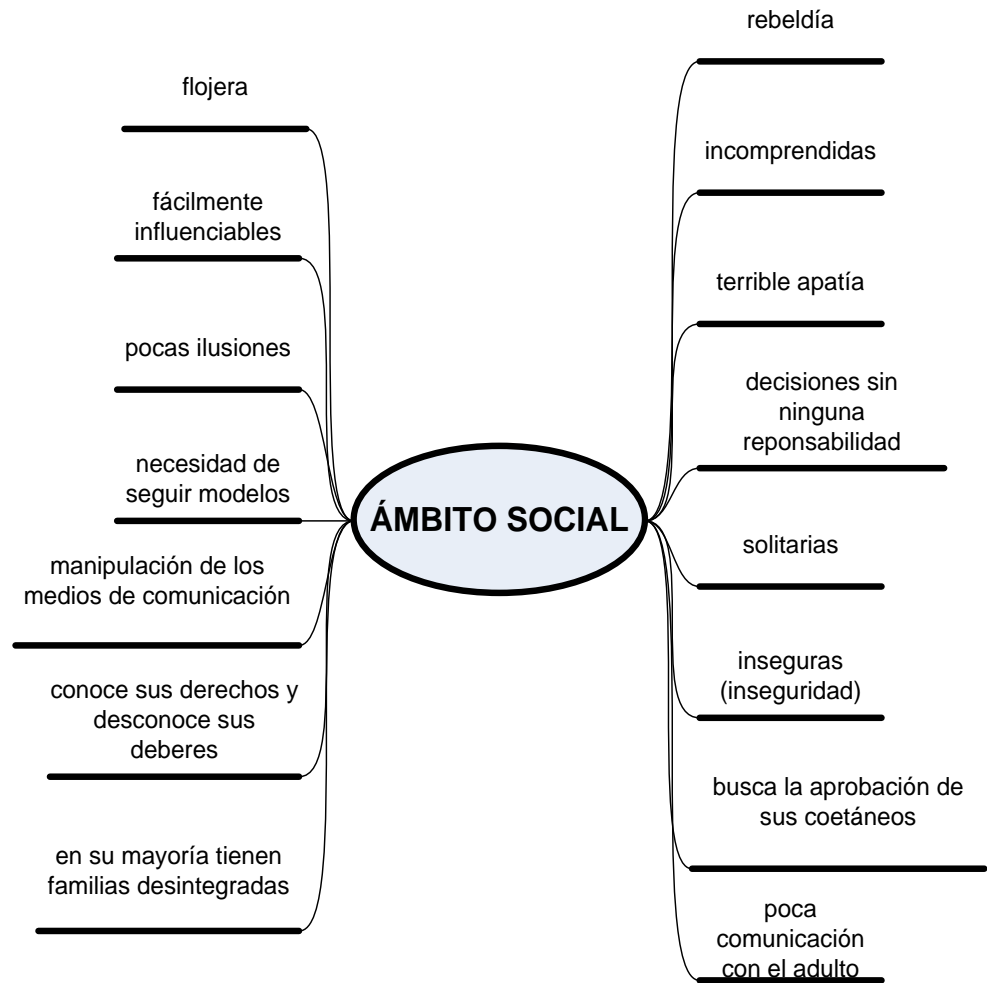 flojera
fácilmente
influenciables
pocas ilusiones
necesidad de
seguir modelos
manipulación de los
medios de comunicación
conoce sus derechos y
desconoce sus
deberes
en su mayoría tienen
familias desintegradas
ÁMBITO SOCIAL
rebeldía
incomprendidas
terrible apatía
decisiones sin
ninguna
reponsabilidad
solitarias
inseguras
(inseguridad)
busca la aprobación de
sus coetáneos
poca
comunicación
con el adulto